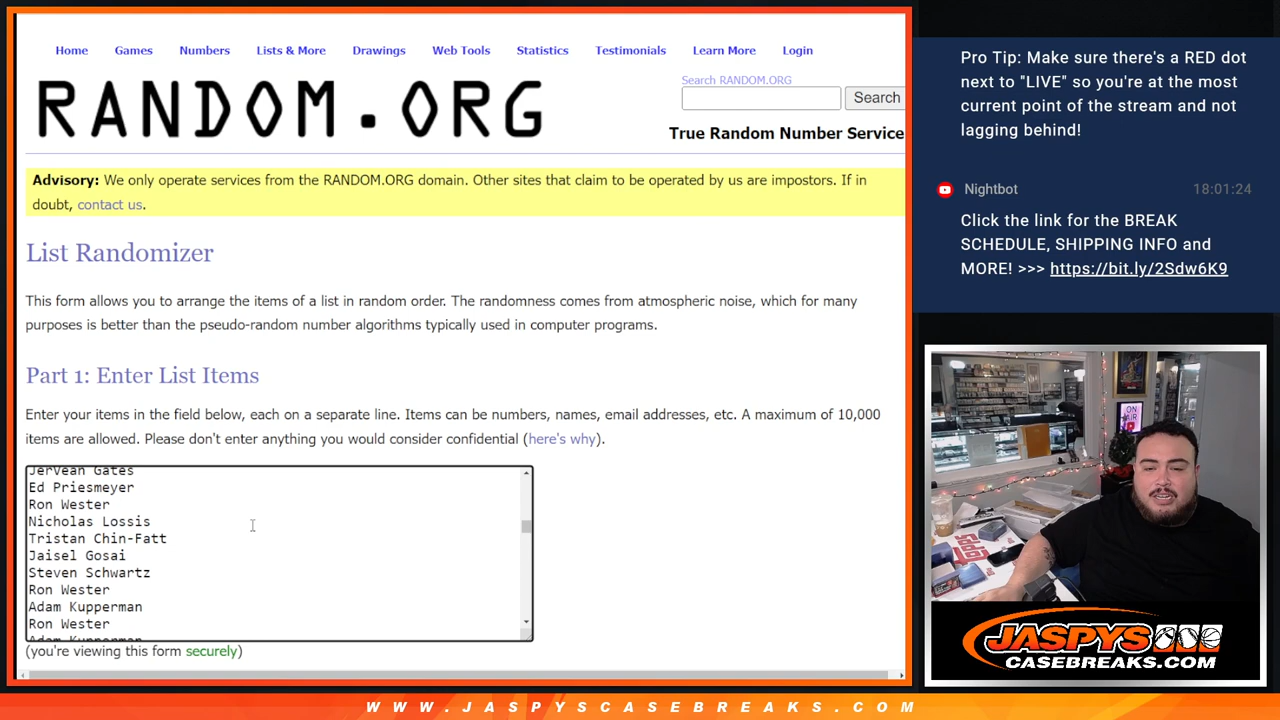 Home Games Numbers Lists & More Drawings Web Tools Statistics Testimonials Learn More Login
RANDOM.ORG
Search RANDOM.ORG
Search
True Random Number Service
Advisory: We only operate services from the RANDOM.ORG domain. Other sites that claim to be operated by us are impostors. If in
doubt, contact us.
List Randomizer
This form allows you to arrange the items of a list in random order. The randomness comes from atmospheric noise, which for many
purposes is better than the pseudo-random number algorithms typically used in computer programs.
Part 1: Enter List Items
Enter your items in the field below, each on a separate line. Items can be numbers, names, email addresses, etc. A maximum of 10,000
items are allowed. Please don't enter anything you would consider confidential (here's why).
JerVean Gates
Ed Priesmeyer
Ron Wester
Nicholas Lossis
Tristan Chin-Fatt
Jaisel Gosai
Steven Schwartz
Ron Wester
Adam Kupperman
Ron Wester
Adam Kupperman
(you're viewing this form securely)
Pro Tip: Make sure there's a RED dot
next to "LIVE" so you're at the most
current point of the stream and not
lagging behind!
Nightbot 18:01:24
Click the link for the BREAK
SCHEDULE, SHIPPING INFO and
MORE! >>> https://bit.ly/2Sdw6K9
ON
AIR
topps
JASPYS
CASEBREAKS.COM
WWW.JASPYSCASEBREAKS.COM